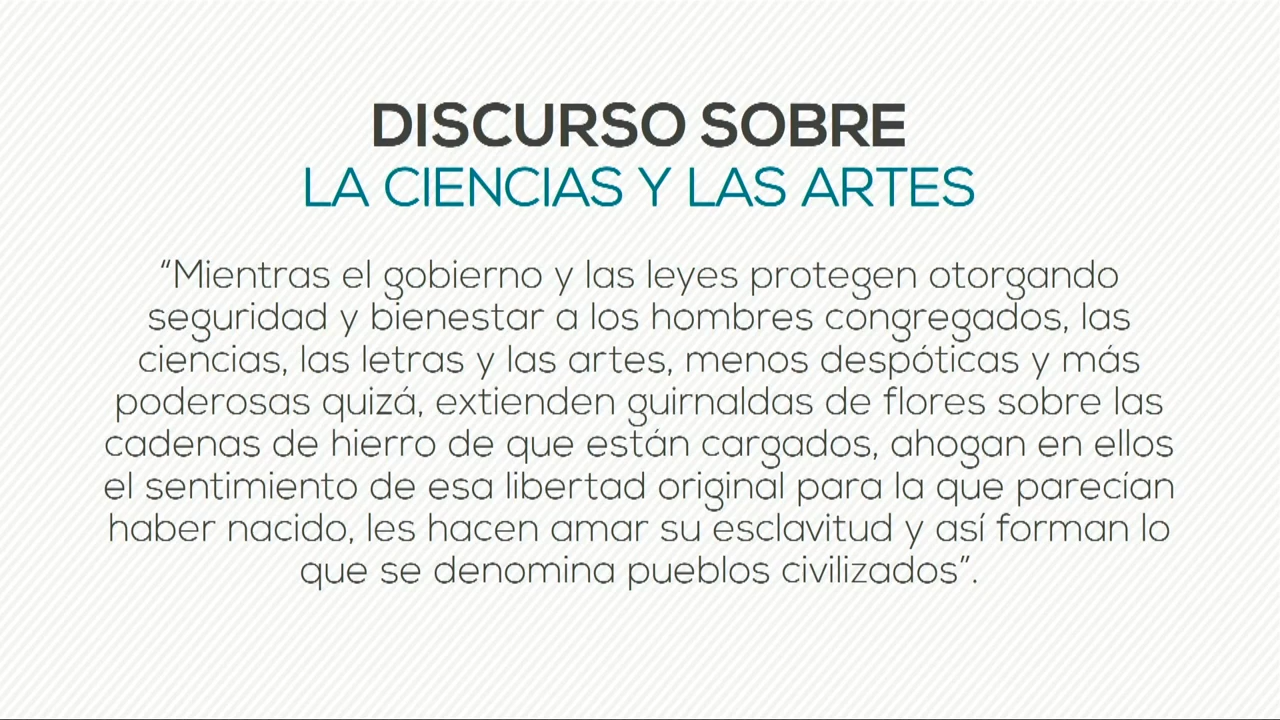 DISCURSO SOBRE
LA CIENCIAS Y LAS ARTES
“Mientras el gobierno y las leyes protegen otorgando
seguridad y bienestar a los hombres congregados, las
ciencias, las letras y las artes, menos despóticas y más
poderosas quizá, extienden guirnaldas de flores sobre las
cadenas de hierro de que están cargados, ahogan en ellos
el sentimiento de esa libertad original para la que parecían
haber nacido, les hacen amar su esclavitud y así forman lo
que se denomina pueblos civilizados”.